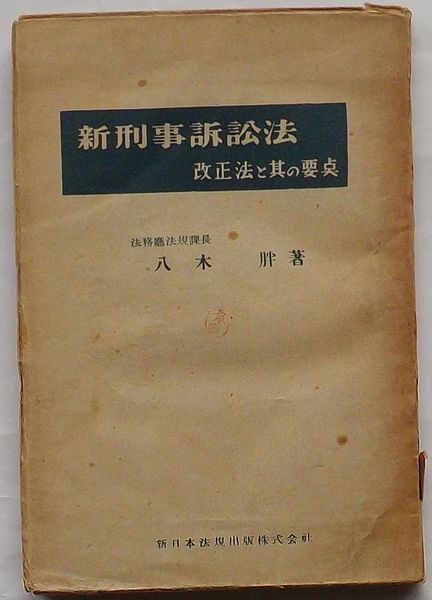 新刑事訴訟法
改正法と其の要点
法務廳法規課長
八木 胖 著
新日本法規出版株式会社